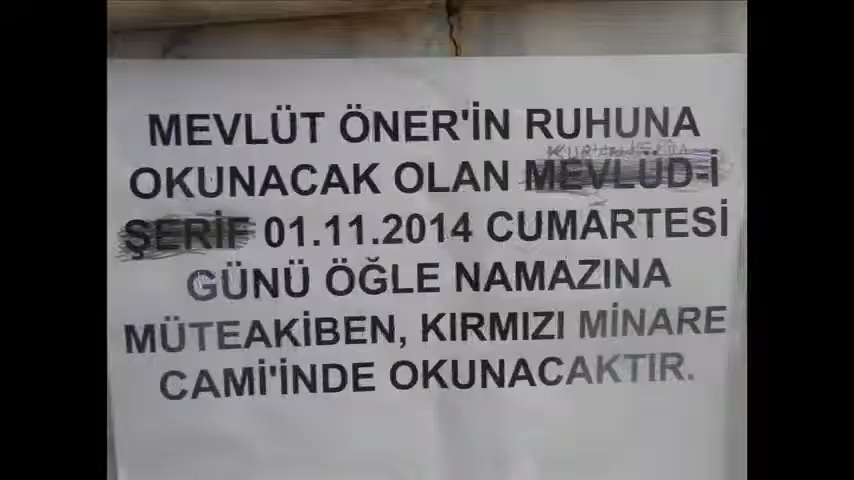 MEVLÜT ÖNER'İN RUHUNA
OKUNACAK OLAN MEVLÜD-İ
ŞERİF 01.11.2014 CUMARTESİ
GÜNÜ ÖĞLE NAMAZINA
MÜTEAKİBEN, KIRMIZI MİNARE
CAMİ'İNDE OKUNACAKTIR.